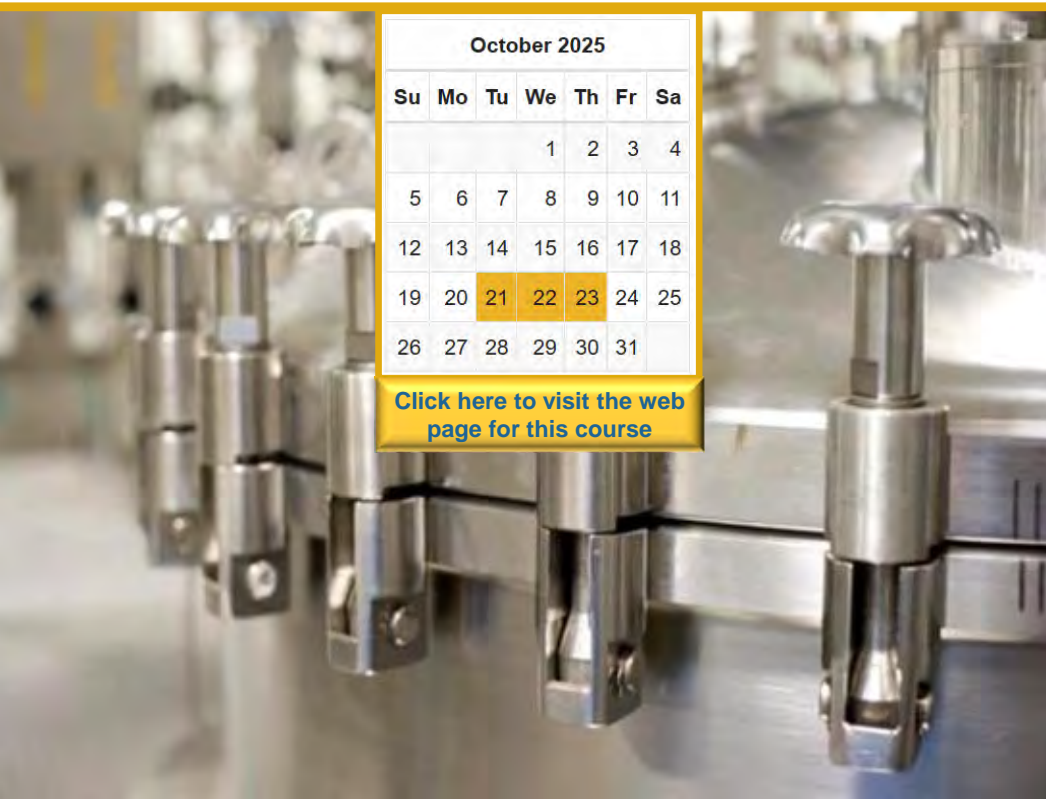 October 2025
Su Mo Tu We Th Fr Sa
1 2 3 4
5 6 7 8 9 10 11
12 13 14 15 16 17 18
19 20 21 22 23 24 25
26 27 28 29 30 31
Click here to visit the web
page for this course